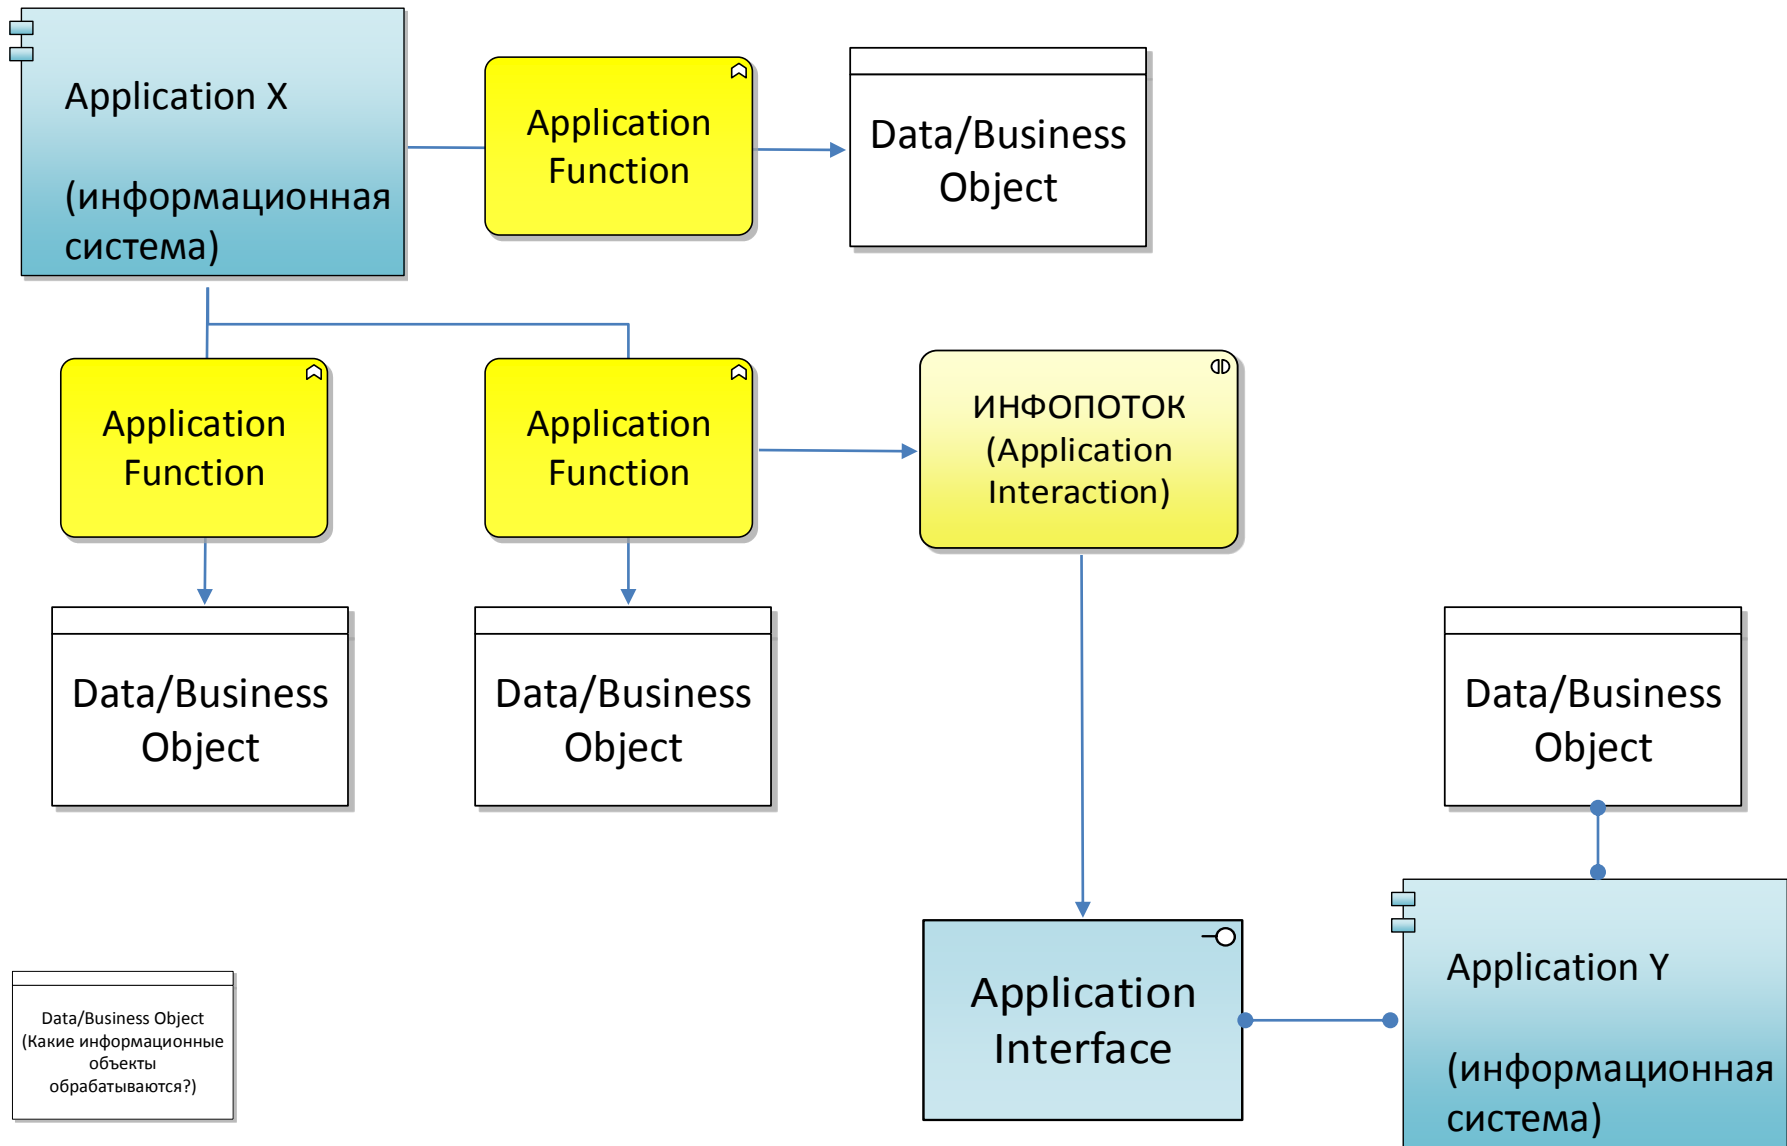 Application X
(информационная
система)
Application
Function
Data/Business
Object
Application
Function
Application
Function
ИНФОПОТОК
(Application
Interaction)
Data/Business
Object
Data/Business
Object
Data/Business
Object
Application
Interface
Application Y
(информационная
система)
Data/Business Object
(Какие информационные
объекты
обрабатываются?)